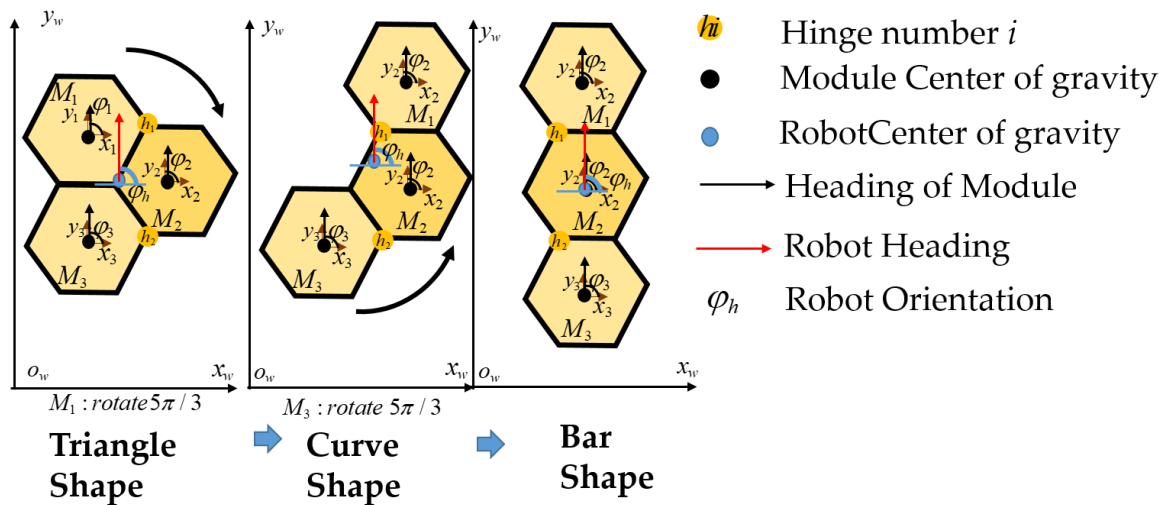 y_w
M_1
φ_1
y_1
x_1
h_1
y_2
φ_2
x_2
φ_h
M_2
y_3
φ_3
x_3
h_2
M_3
o_w
x_w
M_1 : rotate 5π / 3
Triangle
Shape
y_w
φ_2
y_2
x_2
M_1
h_1
φ_h
φ_2
y_2
x_2
M_2
φ_3
y_3
x_3
h_2
M_3
o_w
x_w
M_3 : rotate 5π / 3
Curve
Shape
y_w
φ_2
y_2
x_2
M_1
h_1
y_2
φ_2
φ_h
x_2
M_2
h_2
y_3
φ_3
x_3
M_3
o_w
x_w
Bar
Shape
hi Hinge number i
Module Center of gravity
RobotCenter of gravity
Heading of Module
Robot Heading
φ_h Robot Orientation